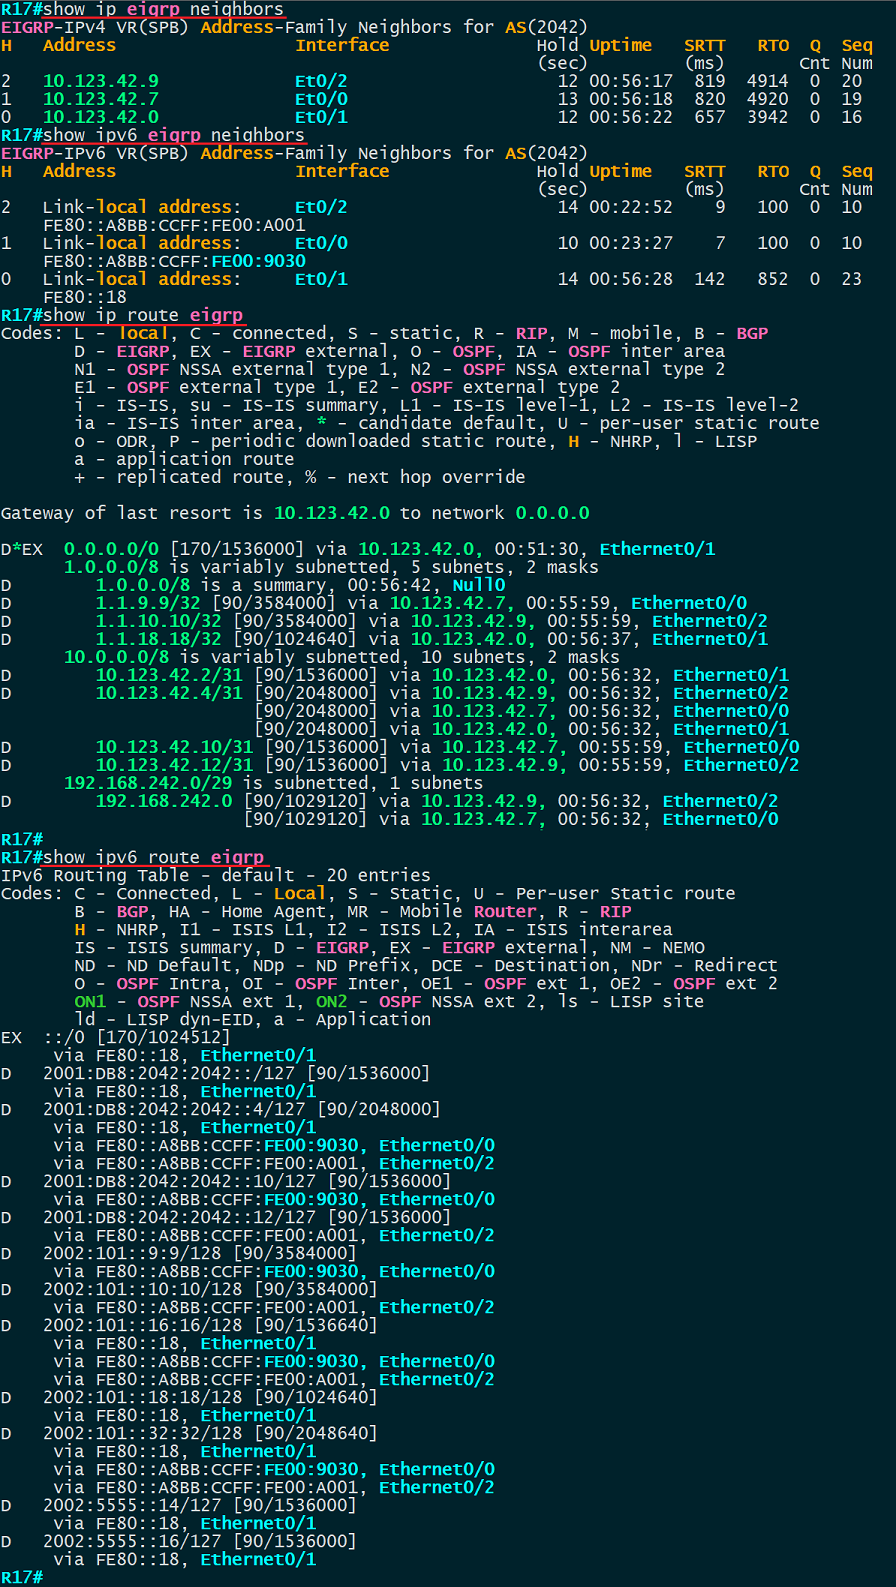 R17#show ip eigrp neighbors
EIGRP-IPv4 VR(SPB) Address-Family Neighbors for AS(2042)
H   Address                 Interface              Hold Uptime   SRTT   RTO  Q  Seq
                                                   (sec)         (ms)       Cnt Num
2   10.123.42.9             Et0/2                    12 00:56:17  819  4914  0  20
1   10.123.42.7             Et0/0                    13 00:56:18  820  4920  0  19
0   10.123.42.0             Et0/1                    12 00:56:22  657  3942  0  16
R17#show ipv6 eigrp neighbors
EIGRP-IPv6 VR(SPB) Address-Family Neighbors for AS(2042)
H   Address                 Interface              Hold Uptime   SRTT   RTO  Q  Seq
                                                   (sec)         (ms)       Cnt Num
2   Link-local address:     Et0/2                    14 00:22:52    9   100  0  10
    FE80::A8BB:CCFF:FE00:A001
1   Link-local address:     Et0/0                    10 00:23:27    7   100  0  10
    FE80::A8BB:CCFF:FE00:9030
0   Link-local address:     Et0/1                    14 00:56:28  142   852  0  23
    FE80::18
R17#show ip route eigrp
Codes: L - local, C - connected, S - static, R - RIP, M - mobile, B - BGP
       D - EIGRP, EX - EIGRP external, O - OSPF, IA - OSPF inter area
       N1 - OSPF NSSA external type 1, N2 - OSPF NSSA external type 2
       E1 - OSPF external type 1, E2 - OSPF external type 2
       i - IS-IS, su - IS-IS summary, L1 - IS-IS level-1, L2 - IS-IS level-2
       ia - IS-IS inter area, * - candidate default, U - per-user static route
       o - ODR, P - periodic downloaded static route, H - NHRP, l - LISP
       a - application route
       + - replicated route, % - next hop override

Gateway of last resort is 10.123.42.0 to network 0.0.0.0

D*EX  0.0.0.0/0 [170/1536000] via 10.123.42.0, 00:51:30, Ethernet0/1
      1.0.0.0/8 is variably subnetted, 5 subnets, 2 masks
D        1.0.0.0/8 is a summary, 00:56:42, Null0
D        1.1.9.9/32 [90/3584000] via 10.123.42.7, 00:55:59, Ethernet0/0
D        1.1.10.10/32 [90/3584000] via 10.123.42.9, 00:55:59, Ethernet0/2
D        1.1.18.18/32 [90/1024640] via 10.123.42.0, 00:56:37, Ethernet0/1
      10.0.0.0/8 is variably subnetted, 10 subnets, 2 masks
D        10.123.42.2/31 [90/1536000] via 10.123.42.0, 00:56:32, Ethernet0/1
D        10.123.42.4/31 [90/2048000] via 10.123.42.9, 00:56:32, Ethernet0/2
                        [90/2048000] via 10.123.42.7, 00:56:32, Ethernet0/0
                        [90/2048000] via 10.123.42.0, 00:56:32, Ethernet0/1
D        10.123.42.10/31 [90/1536000] via 10.123.42.7, 00:55:59, Ethernet0/0
D        10.123.42.12/31 [90/1536000] via 10.123.42.9, 00:55:59, Ethernet0/2
      192.168.242.0/29 is subnetted, 1 subnets
D        192.168.242.0 [90/1029120] via 10.123.42.9, 00:56:32, Ethernet0/2
                       [90/1029120] via 10.123.42.7, 00:56:32, Ethernet0/0
R17#
R17#show ipv6 route eigrp
IPv6 Routing Table - default - 20 entries
Codes: C - Connected, L - Local, S - Static, U - Per-user Static route
       B - BGP, HA - Home Agent, MR - Mobile Router, R - RIP
       H - NHRP, I1 - ISIS L1, I2 - ISIS L2, IA - ISIS interarea
       IS - ISIS summary, D - EIGRP, EX - EIGRP external, NM - NEMO
       ND - ND Default, NDp - ND Prefix, DCE - Destination, NDr - Redirect
       O - OSPF Intra, OI - OSPF Inter, OE1 - OSPF ext 1, OE2 - OSPF ext 2
       ON1 - OSPF NSSA ext 1, ON2 - OSPF NSSA ext 2, ls - LISP site
       ld - LISP dyn-EID, a - Application
EX  ::/0 [170/1024512]
     via FE80::18, Ethernet0/1
D   2001:DB8:2042:2042::/127 [90/1536000]
     via FE80::18, Ethernet0/1
D   2001:DB8:2042:2042::4/127 [90/2048000]
     via FE80::18, Ethernet0/1
     via FE80::A8BB:CCFF:FE00:9030, Ethernet0/0
     via FE80::A8BB:CCFF:FE00:A001, Ethernet0/2
D   2001:DB8:2042:2042::10/127 [90/1536000]
     via FE80::A8BB:CCFF:FE00:9030, Ethernet0/0
D   2001:DB8:2042:2042::12/127 [90/1536000]
     via FE80::A8BB:CCFF:FE00:A001, Ethernet0/2
D   2002:101::9:9/128 [90/3584000]
     via FE80::A8BB:CCFF:FE00:9030, Ethernet0/0
D   2002:101::10:10/128 [90/3584000]
     via FE80::A8BB:CCFF:FE00:A001, Ethernet0/2
D   2002:101::16:16/128 [90/1536640]
     via FE80::18, Ethernet0/1
     via FE80::A8BB:CCFF:FE00:9030, Ethernet0/0
     via FE80::A8BB:CCFF:FE00:A001, Ethernet0/2
D   2002:101::18:18/128 [90/1024640]
     via FE80::18, Ethernet0/1
D   2002:101::32:32/128 [90/2048640]
     via FE80::18, Ethernet0/1
     via FE80::A8BB:CCFF:FE00:9030, Ethernet0/0
     via FE80::A8BB:CCFF:FE00:A001, Ethernet0/2
D   2002:5555::14/127 [90/1536000]
     via FE80::18, Ethernet0/1
D   2002:5555::16/127 [90/1536000]
     via FE80::18, Ethernet0/1
R17#